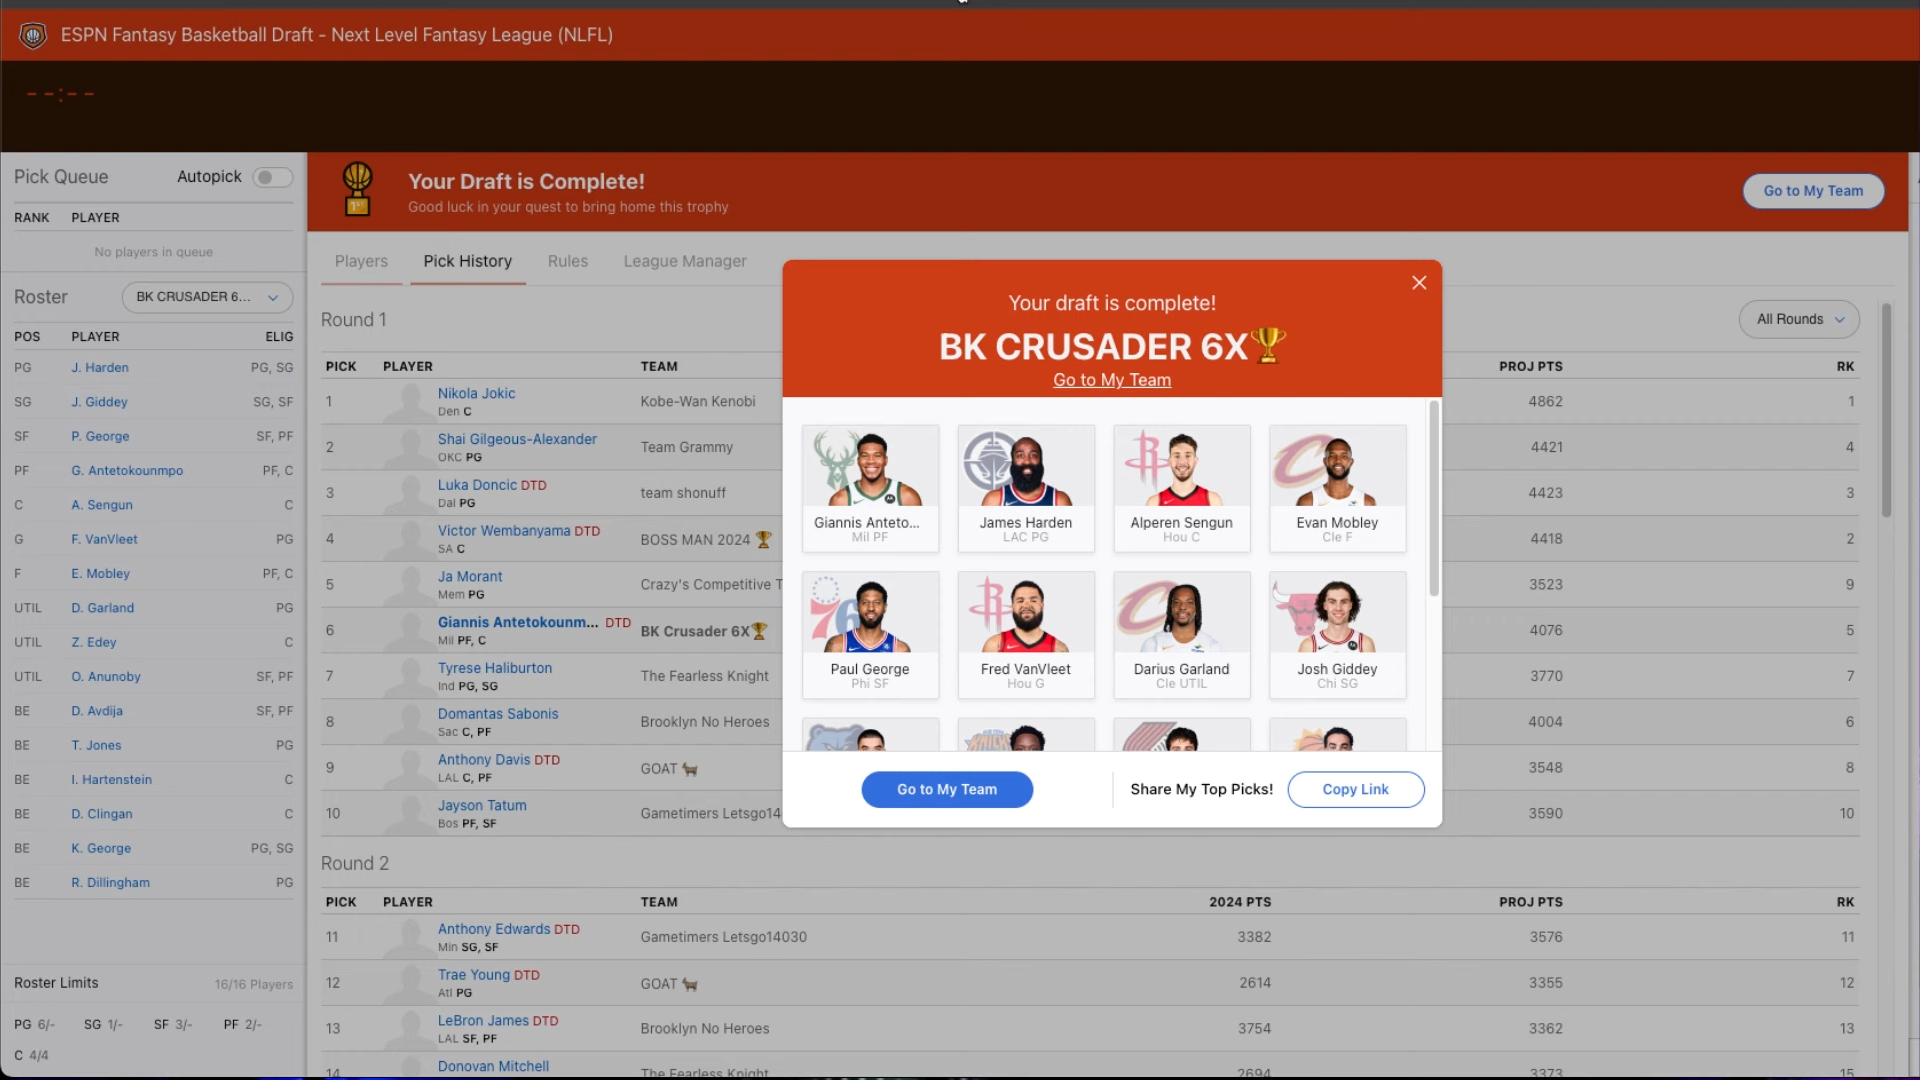 ESPN Fantasy Basketball Draft - Next Level Fantasy League (NLFL)
--:--
Pick Queue
Autopick
RANK PLAYER
No players in queue
Roster
BK CRUSADER 6...
POS PLAYER ELIG
PG J. Harden PG, SG
SG J. Giddey SG, SF
SF P. George SF, PF
PF G. Antetokounmpo PF, C
C A. Sengun C
G F. VanVleet PG
F E. Mobley PF, C
UTIL D. Garland PG
UTIL Z. Edey C
UTIL O. Anunoby SF, PF
BE D. Avdija SF, PF
BE T. Jones PG
BE I. Hartenstein C
BE D. Clingan C
BE K. George PG, SG
BE R. Dillingham PG
Roster Limits 16/16 Players
PG 6/- SG 1/- SF 3/- PF 2/-
C 4/4
1ST
Your Draft is Complete!
Good luck in your quest to bring home this trophy
Go to My Team
Players Pick History Rules League Manager
Round 1
All Rounds
PICK PLAYER TEAM PROJ PTS RK
1 Nikola Jokic Kobe-Wan Kenobi 4862 1
Den C
2 Shai Gilgeous-Alexander Team Grammy 4421 4
OKC PG
3 Luka Doncic DTD team shonuff 4423 3
Dal PG
4 Victor Wembanyama DTD BOSS MAN 2024 🏆 4418 2
SA C
5 Ja Morant Crazy's Competitive T 3523 9
Mem PG
6 Giannis Antetokounm... DTD BK Crusader 6X🏆 4076 5
Mil PF, C
7 Tyrese Haliburton The Fearless Knight 3770 7
Ind PG, SG
8 Domantas Sabonis Brooklyn No Heroes 4004 6
Sac C, PF
9 Anthony Davis DTD GOAT 🐐 3548 8
LAL C, PF
10 Jayson Tatum Gametimers Letsgo14 3590 10
Bos PF, SF
Round 2
PICK PLAYER TEAM 2024 PTS PROJ PTS RK
11 Anthony Edwards DTD Gametimers Letsgo14030 3382 3576 11
Min SG, SF
12 Trae Young DTD GOAT 🐐 2614 3355 12
Atl PG
13 LeBron James DTD Brooklyn No Heroes 3754 3362 13
LAL SF, PF
14 Donovan Mitchell The Fearless Knight 2694 3373 15
Your draft is complete!
BK CRUSADER 6X🏆
Go to My Team
Giannis Anteto... James Harden Alperen Sengun Evan Mobley
Mil PF LAC PG Hou C Cle F
Paul George Fred VanVleet Darius Garland Josh Giddey
Phi SF Hou G Cle UTIL Chi SG
Go to My Team
Share My Top Picks!
Copy Link